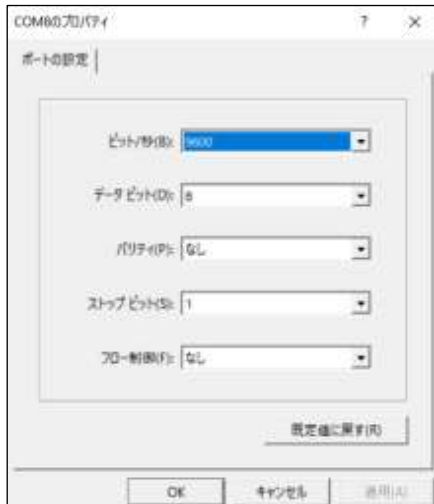 COM8のプロパティ ? ×
ポートの設定
ビット/秒(B): 9600
データ ビット(D): 8
パリティ(P): なし
ストップ ビット(S): 1
フロー制御(F): なし
既定値に戻す(R)
OK キャンセル 適用(A)